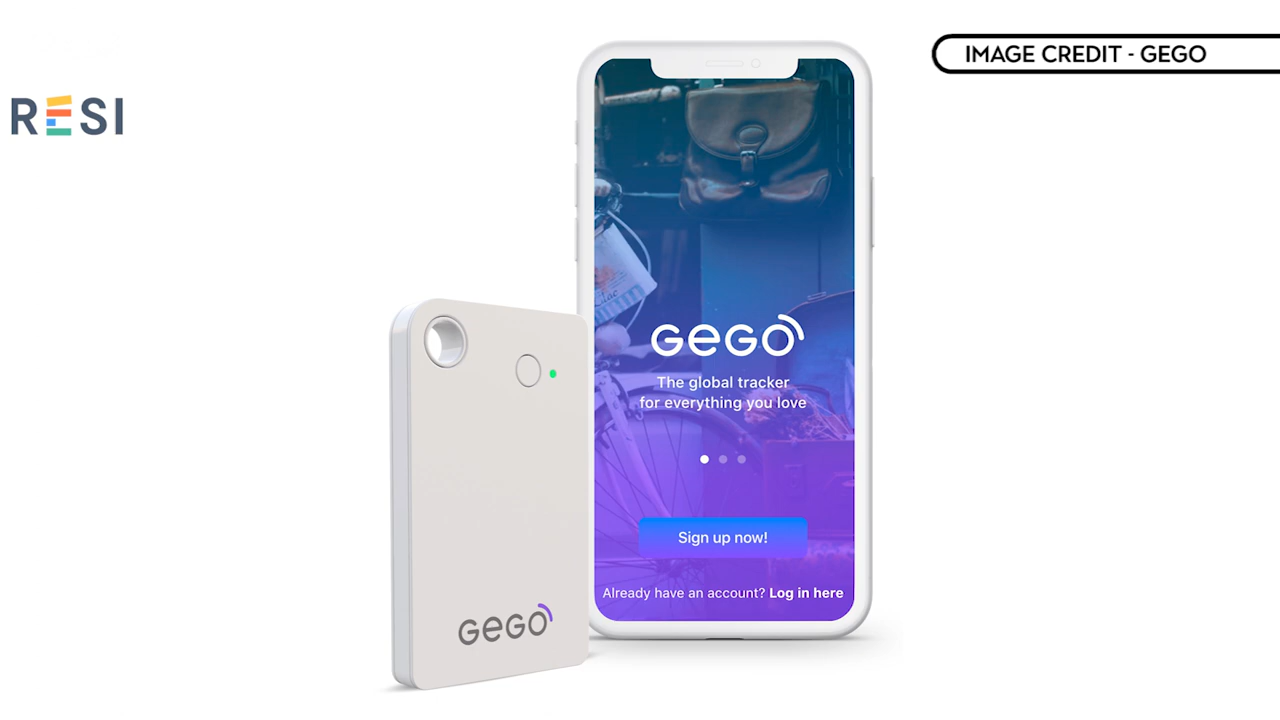 IMAGE CREDIT - GEGO
RESI
GEGO
The global tracker
for everything you love
Sign up now!
Already have an account? Log in here
GEGO